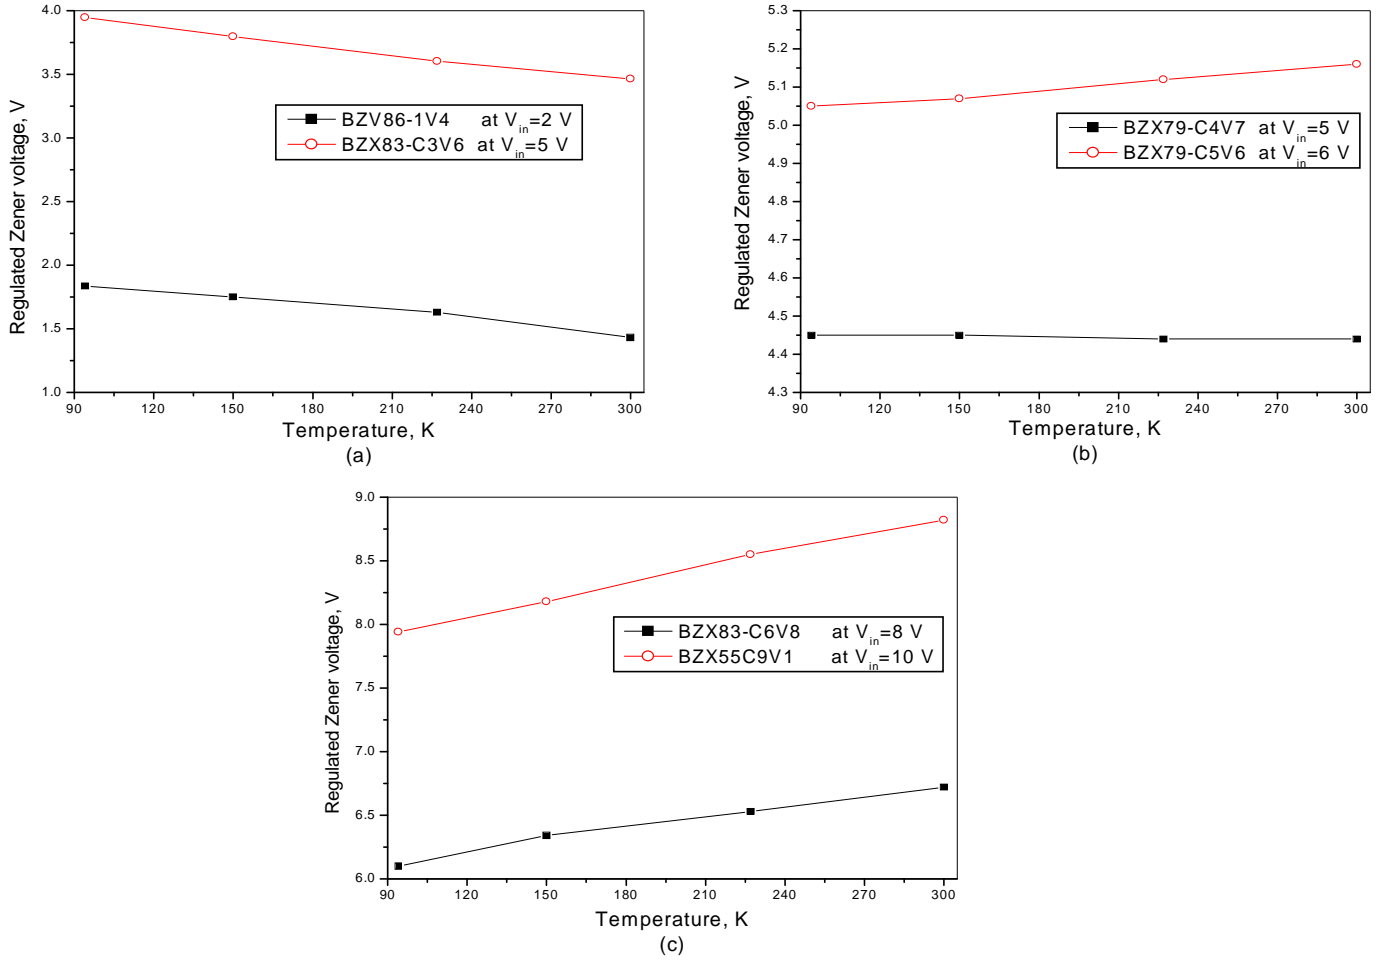 4.0
3.5
3.0
2.5
2.0
1.5
1.0
Regulated Zener voltage, V
BZV86-1V4 at V_in=2 V
BZX83-C3V6 at V_in=5 V
90 120 150 180 210 240 270 300
Temperature, K
(a)
5.3
5.2
5.1
5.0
4.9
4.8
4.7
4.6
4.5
4.4
4.3
Regulated Zener voltage, V
BZX79-C4V7 at V_in=5 V
BZX79-C5V6 at V_in=6 V
90 120 150 180 210 240 270 300
Temperature, K
(b)
9.0
8.5
8.0
7.5
7.0
6.5
6.0
Regulated Zener voltage, V
BZX83-C6V8 at V_in=8 V
BZX55C9V1 at V_in=10 V
90 120 150 180 210 240 270 300
Temperature, K
(c)